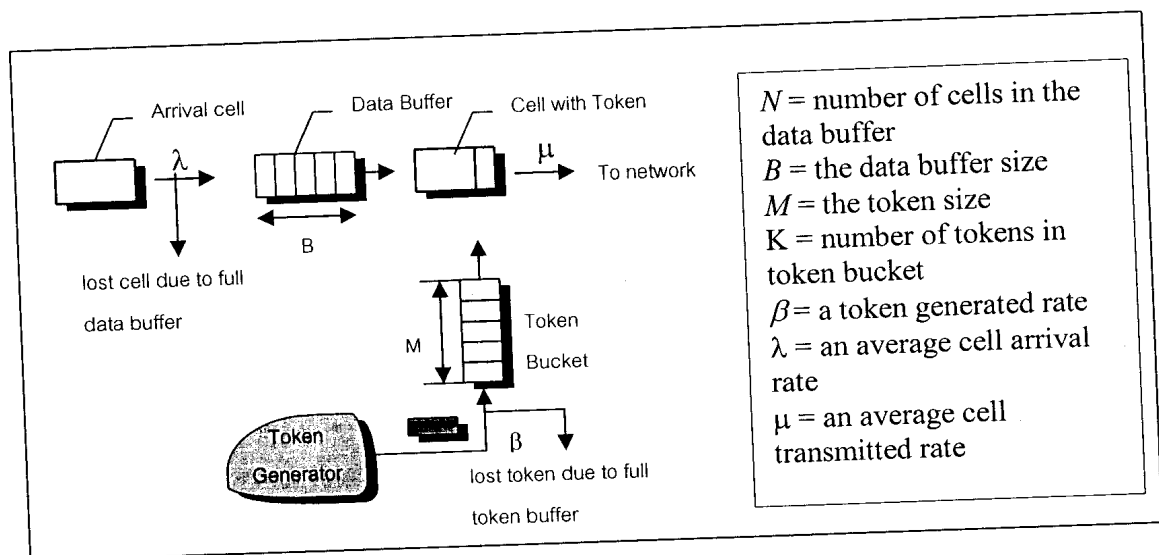 Arrival cell
Data Buffer
Cell with Token
λ
μ
To network
B
lost cell due to full
data buffer
M
Token
Bucket
Token
Generator
β
lost token due to full
token buffer
N = number of cells in the
data buffer
B = the data buffer size
M = the token size
K = number of tokens in
token bucket
β= a token generated rate
λ = an average cell arrival
rate
μ = an average cell
transmitted rate